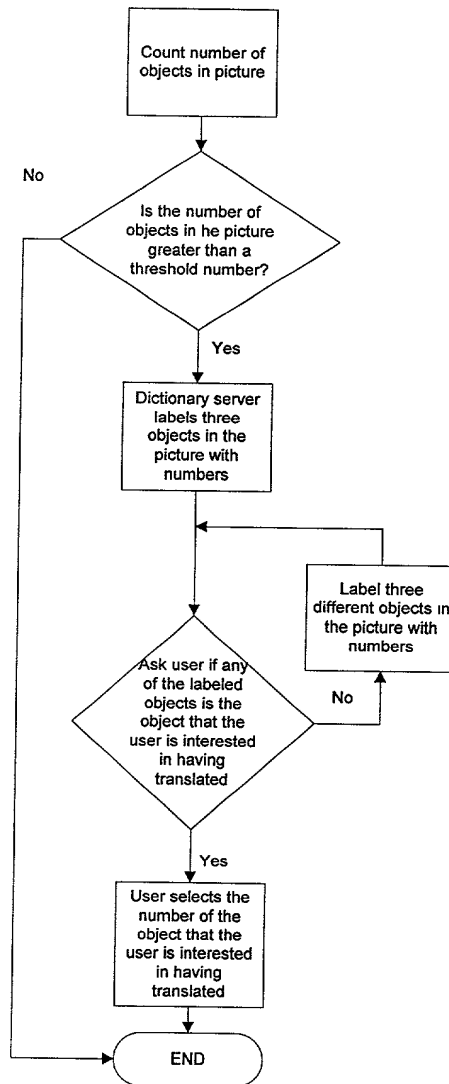 Count number of
objects in picture
No
Is the number of
objects in he picture
greater than a
threshold number?
Yes
Dictionary server
labels three
objects in the
picture with
numbers
Label three
different objects in
the picture with
numbers
Ask user if any
of the labeled
objects is the
object that the
user is interested
in having
translated
No
Yes
User selects the
number of the
object that the
user is interested
in having
translated
END